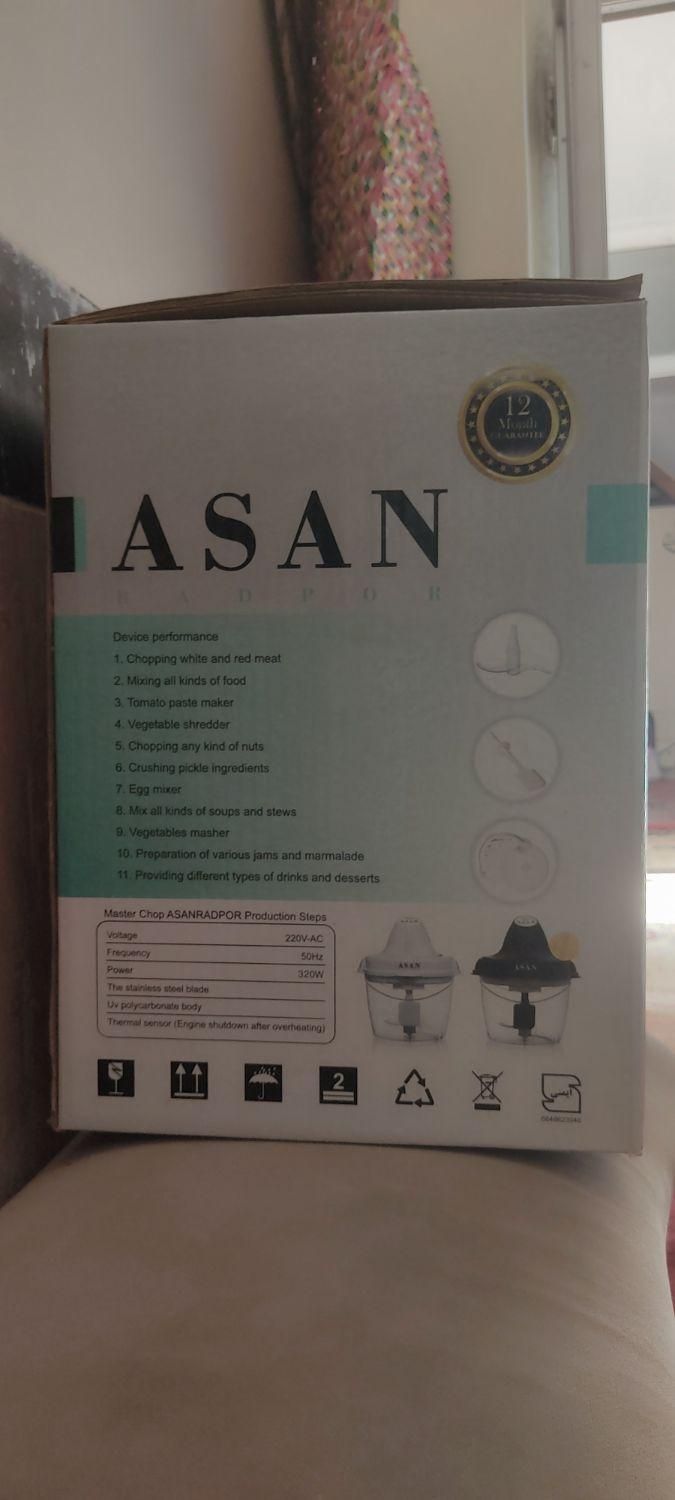 12
Month
GUARANTEE
ASAN
RADPOR
Device performance
1. Chopping white and red meat
2. Mixing all kinds of food
3. Tomato paste maker
4. Vegetable shredder
5. Chopping any kind of nuts
6. Crushing pickle ingredients
7. Egg mixer
8. Mix all kinds of soups and stews
9. Vegetables masher
10. Preparation of various jams and marmalade
11. Providing different types of drinks and desserts
Master Chop ASANRADPOR Production Steps
Voltage 220V-AC
Frequency 50Hz
Power 320W
The stainless steel blade
Uv polycarbonate body
Thermal sensor (Engine shutdown after overheating)
ASAN
ASAN
2